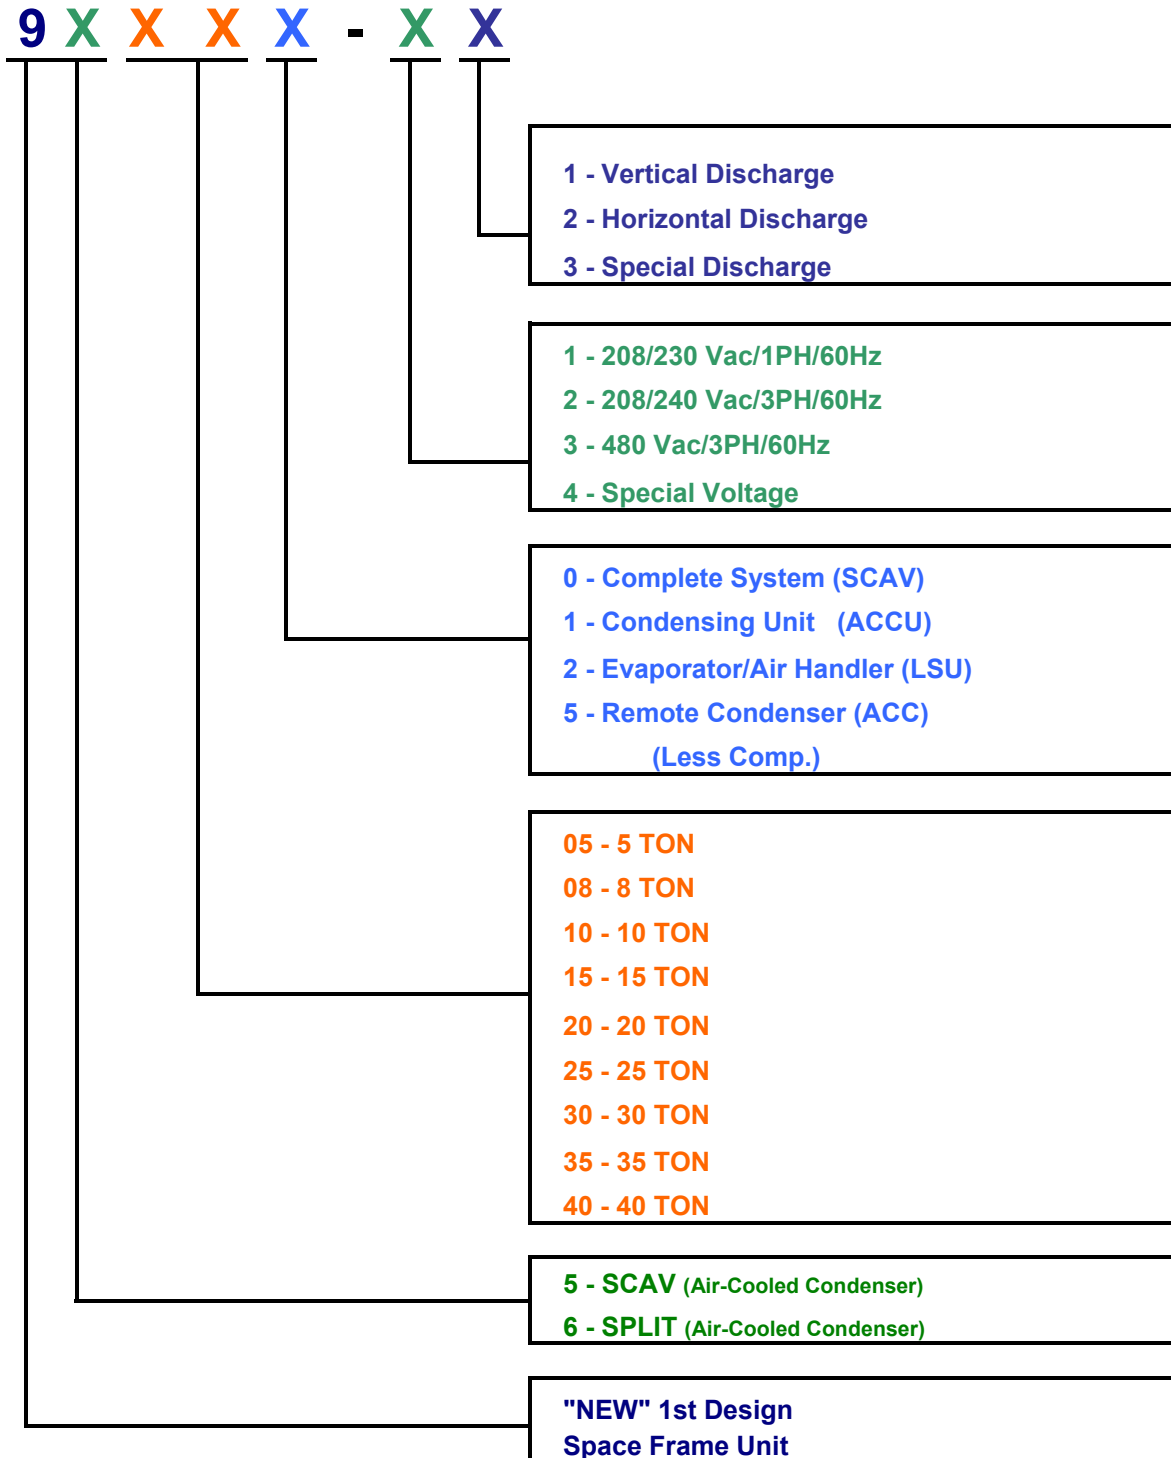 9 X X X X - X X
1 - Vertical Discharge
2 - Horizontal Discharge
3 - Special Discharge
1 - 208/230 Vac/1PH/60Hz
2 - 208/240 Vac/3PH/60Hz
3 - 480 Vac/3PH/60Hz
4 - Special Voltage
0 - Complete System (SCAV)
1 - Condensing Unit (ACCU)
2 - Evaporator/Air Handler (LSU)
5 - Remote Condenser (ACC)
(Less Comp.)
05 - 5 TON
08 - 8 TON
10 - 10 TON
15 - 15 TON
20 - 20 TON
25 - 25 TON
30 - 30 TON
35 - 35 TON
40 - 40 TON
5 - SCAV (Air-Cooled Condenser)
6 - SPLIT (Air-Cooled Condenser)
"NEW" 1st Design
Space Frame Unit